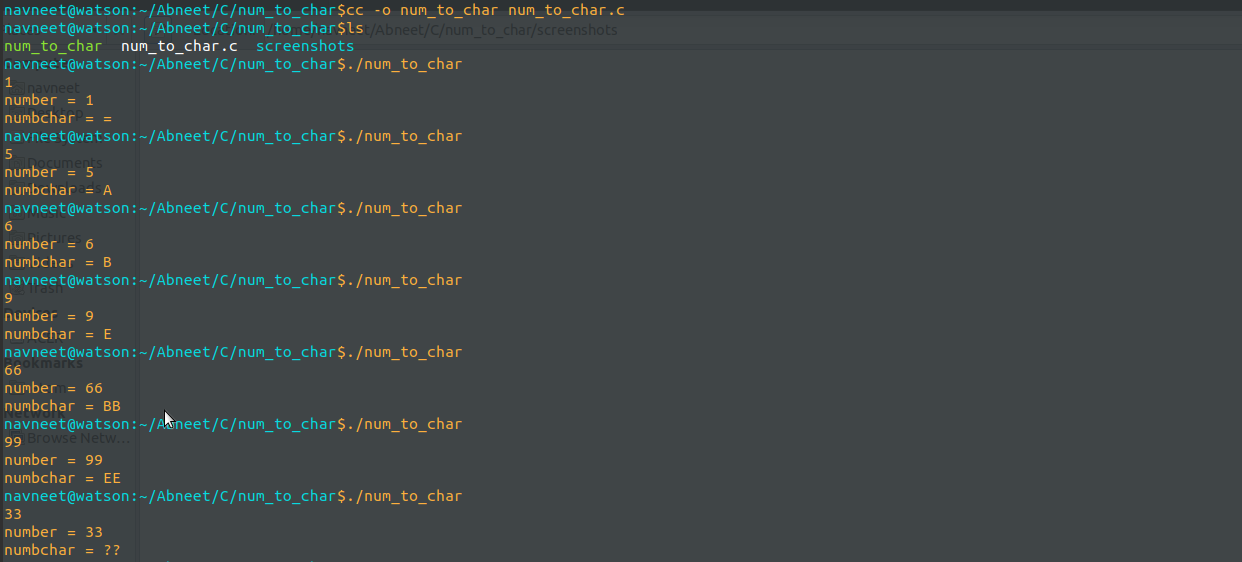 navneet@watson:~/Abneet/C/num_to_char$cc -o num_to_char num_to_char.c
navneet@watson:~/Abneet/C/num_to_char$ls
num_to_char  num_to_char.c  screenshots
navneet@watson:~/Abneet/C/num_to_char$./num_to_char
1
number = 1
numbchar = =
navneet@watson:~/Abneet/C/num_to_char$./num_to_char
5
number = 5
numbchar = A
navneet@watson:~/Abneet/C/num_to_char$./num_to_char
6
number = 6
numbchar = B
navneet@watson:~/Abneet/C/num_to_char$./num_to_char
9
number = 9
numbchar = E
navneet@watson:~/Abneet/C/num_to_char$./num_to_char
66
number = 66
numbchar = BB
navneet@watson:~/Abneet/C/num_to_char$./num_to_char
99
number = 99
numbchar = EE
navneet@watson:~/Abneet/C/num_to_char$./num_to_char
33
number = 33
numbchar = ??
/Abneet/C/num_to_char/screenshots
navneet
Documents
Pictures
Trash
Bookmarks
Browse Netw...